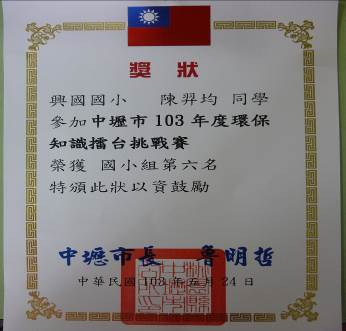 獎狀
興國國小 陳羿均 同學
參加中壢市103年度環保
知識擂台挑戰賽
榮獲 國小組第六名
特頒此狀以資鼓勵
中壢市長 魯明哲
中華民國103年五月24日